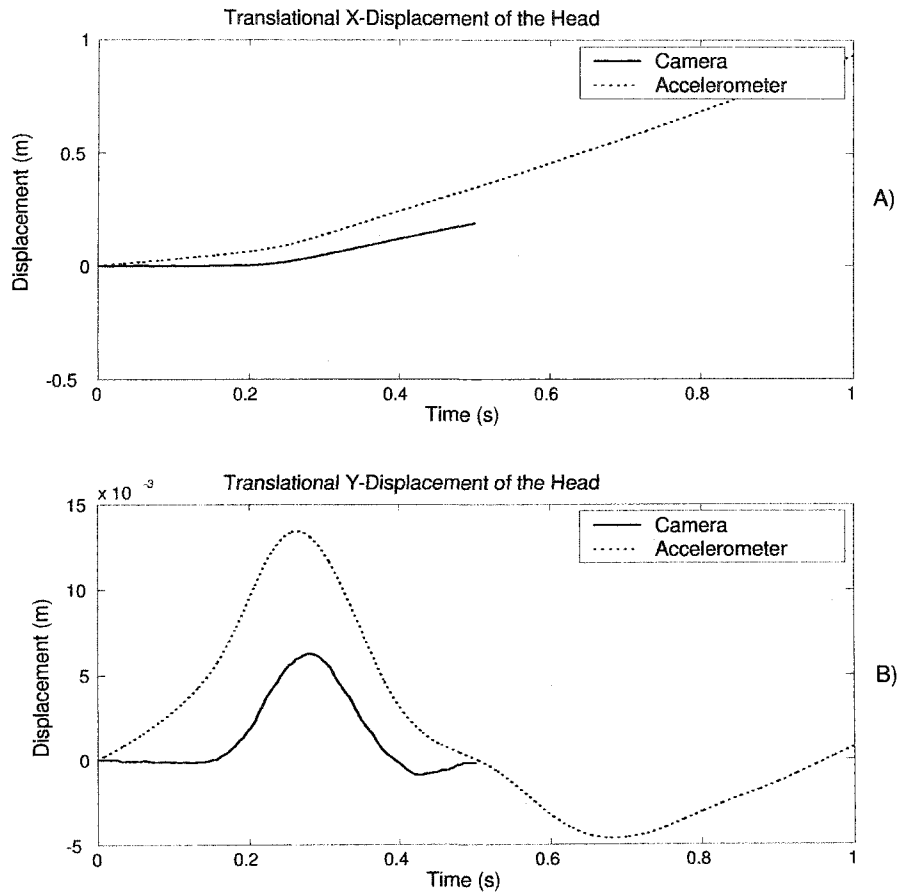 Translational X-Displacement of the Head
1
Camera
Accelerometer
0.5
Displacement (m)
A)
0
-0.5
0 0.2 0.4 0.6 0.8 1
Time (s)
x 10 -3
Translational Y-Displacement of the Head
15
Camera
Accelerometer
10
Displacement (m)
5
B)
0
-5
0 0.2 0.4 0.6 0.8 1
Time (s)